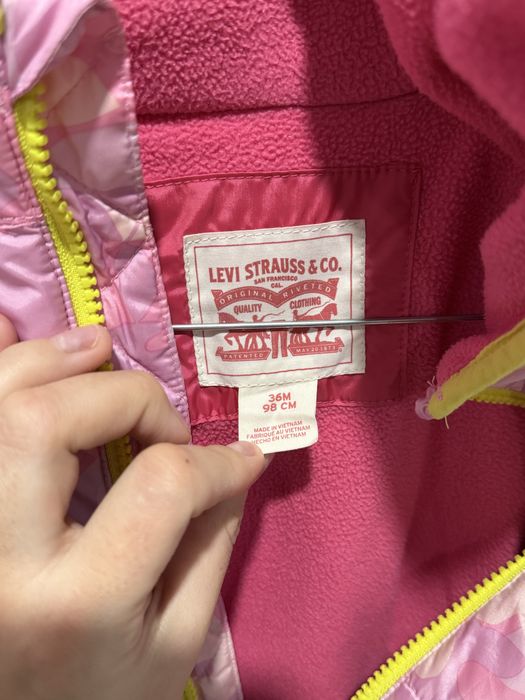 LEVI STRAUSS & CO.
SAN FRANCISCO
CAL.
ORIGINAL RIVETED
QUALITY CLOTHING
PATENTED MAY 20 1873
36M
98 CM
MADE IN VIETNAM
FABRIQUÉ AU VIETNAM
HECHO EN VIETNAM